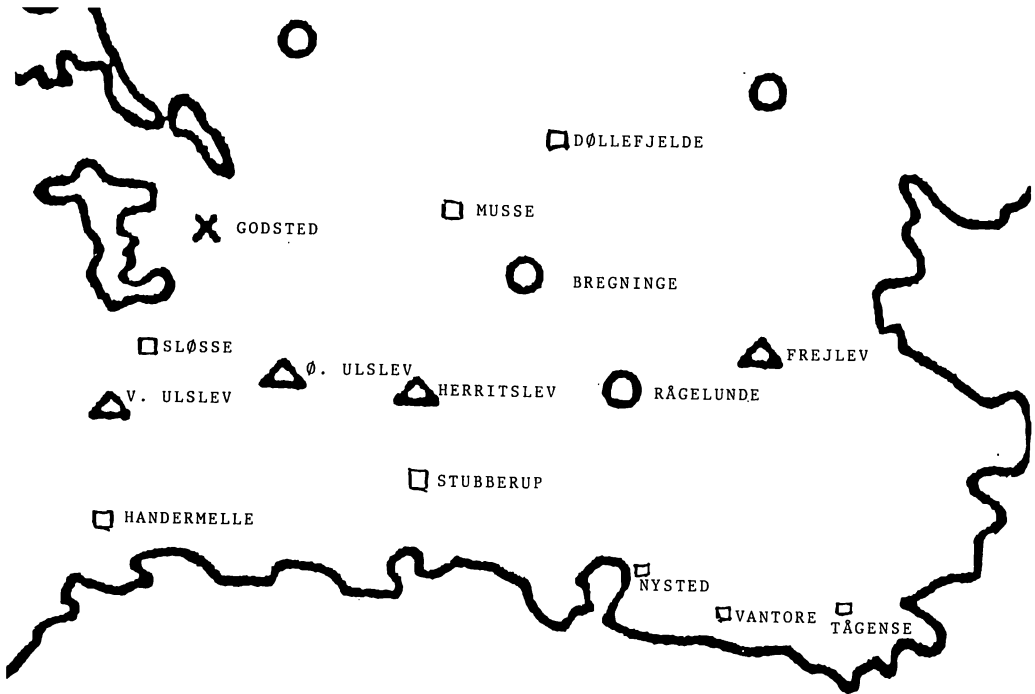 DØLLEFJELDE
MUSSE
GODSTED
BREGNINGE
SLØSSE
FREJLEV
Ø. ULSLEV
V. ULSLEV
HERRITSLEV
RÅGELUNDE
STUBBERUP
HANDERMELLE
NYSTED
VANTORE
TÅGENSE